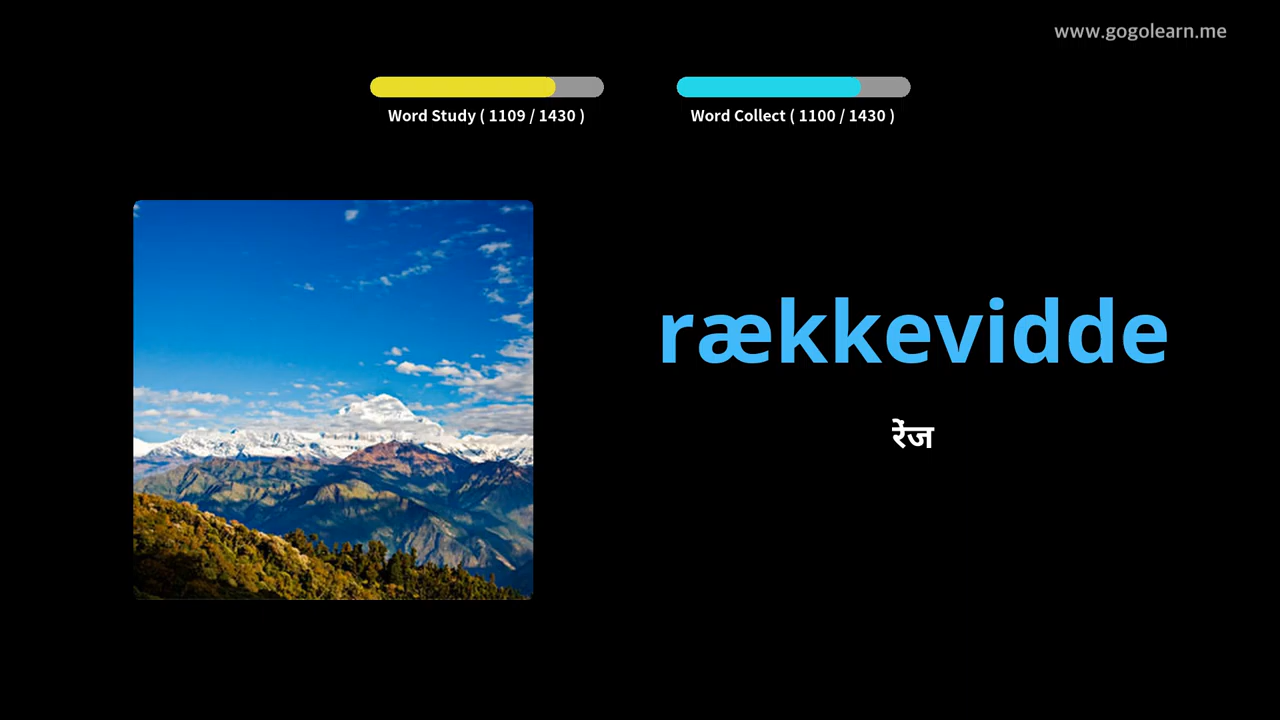 www.gogolearn.me
Word Study ( 1109 / 1430 )
Word Collect ( 1100 / 1430 )
rækkevidde
रेंज